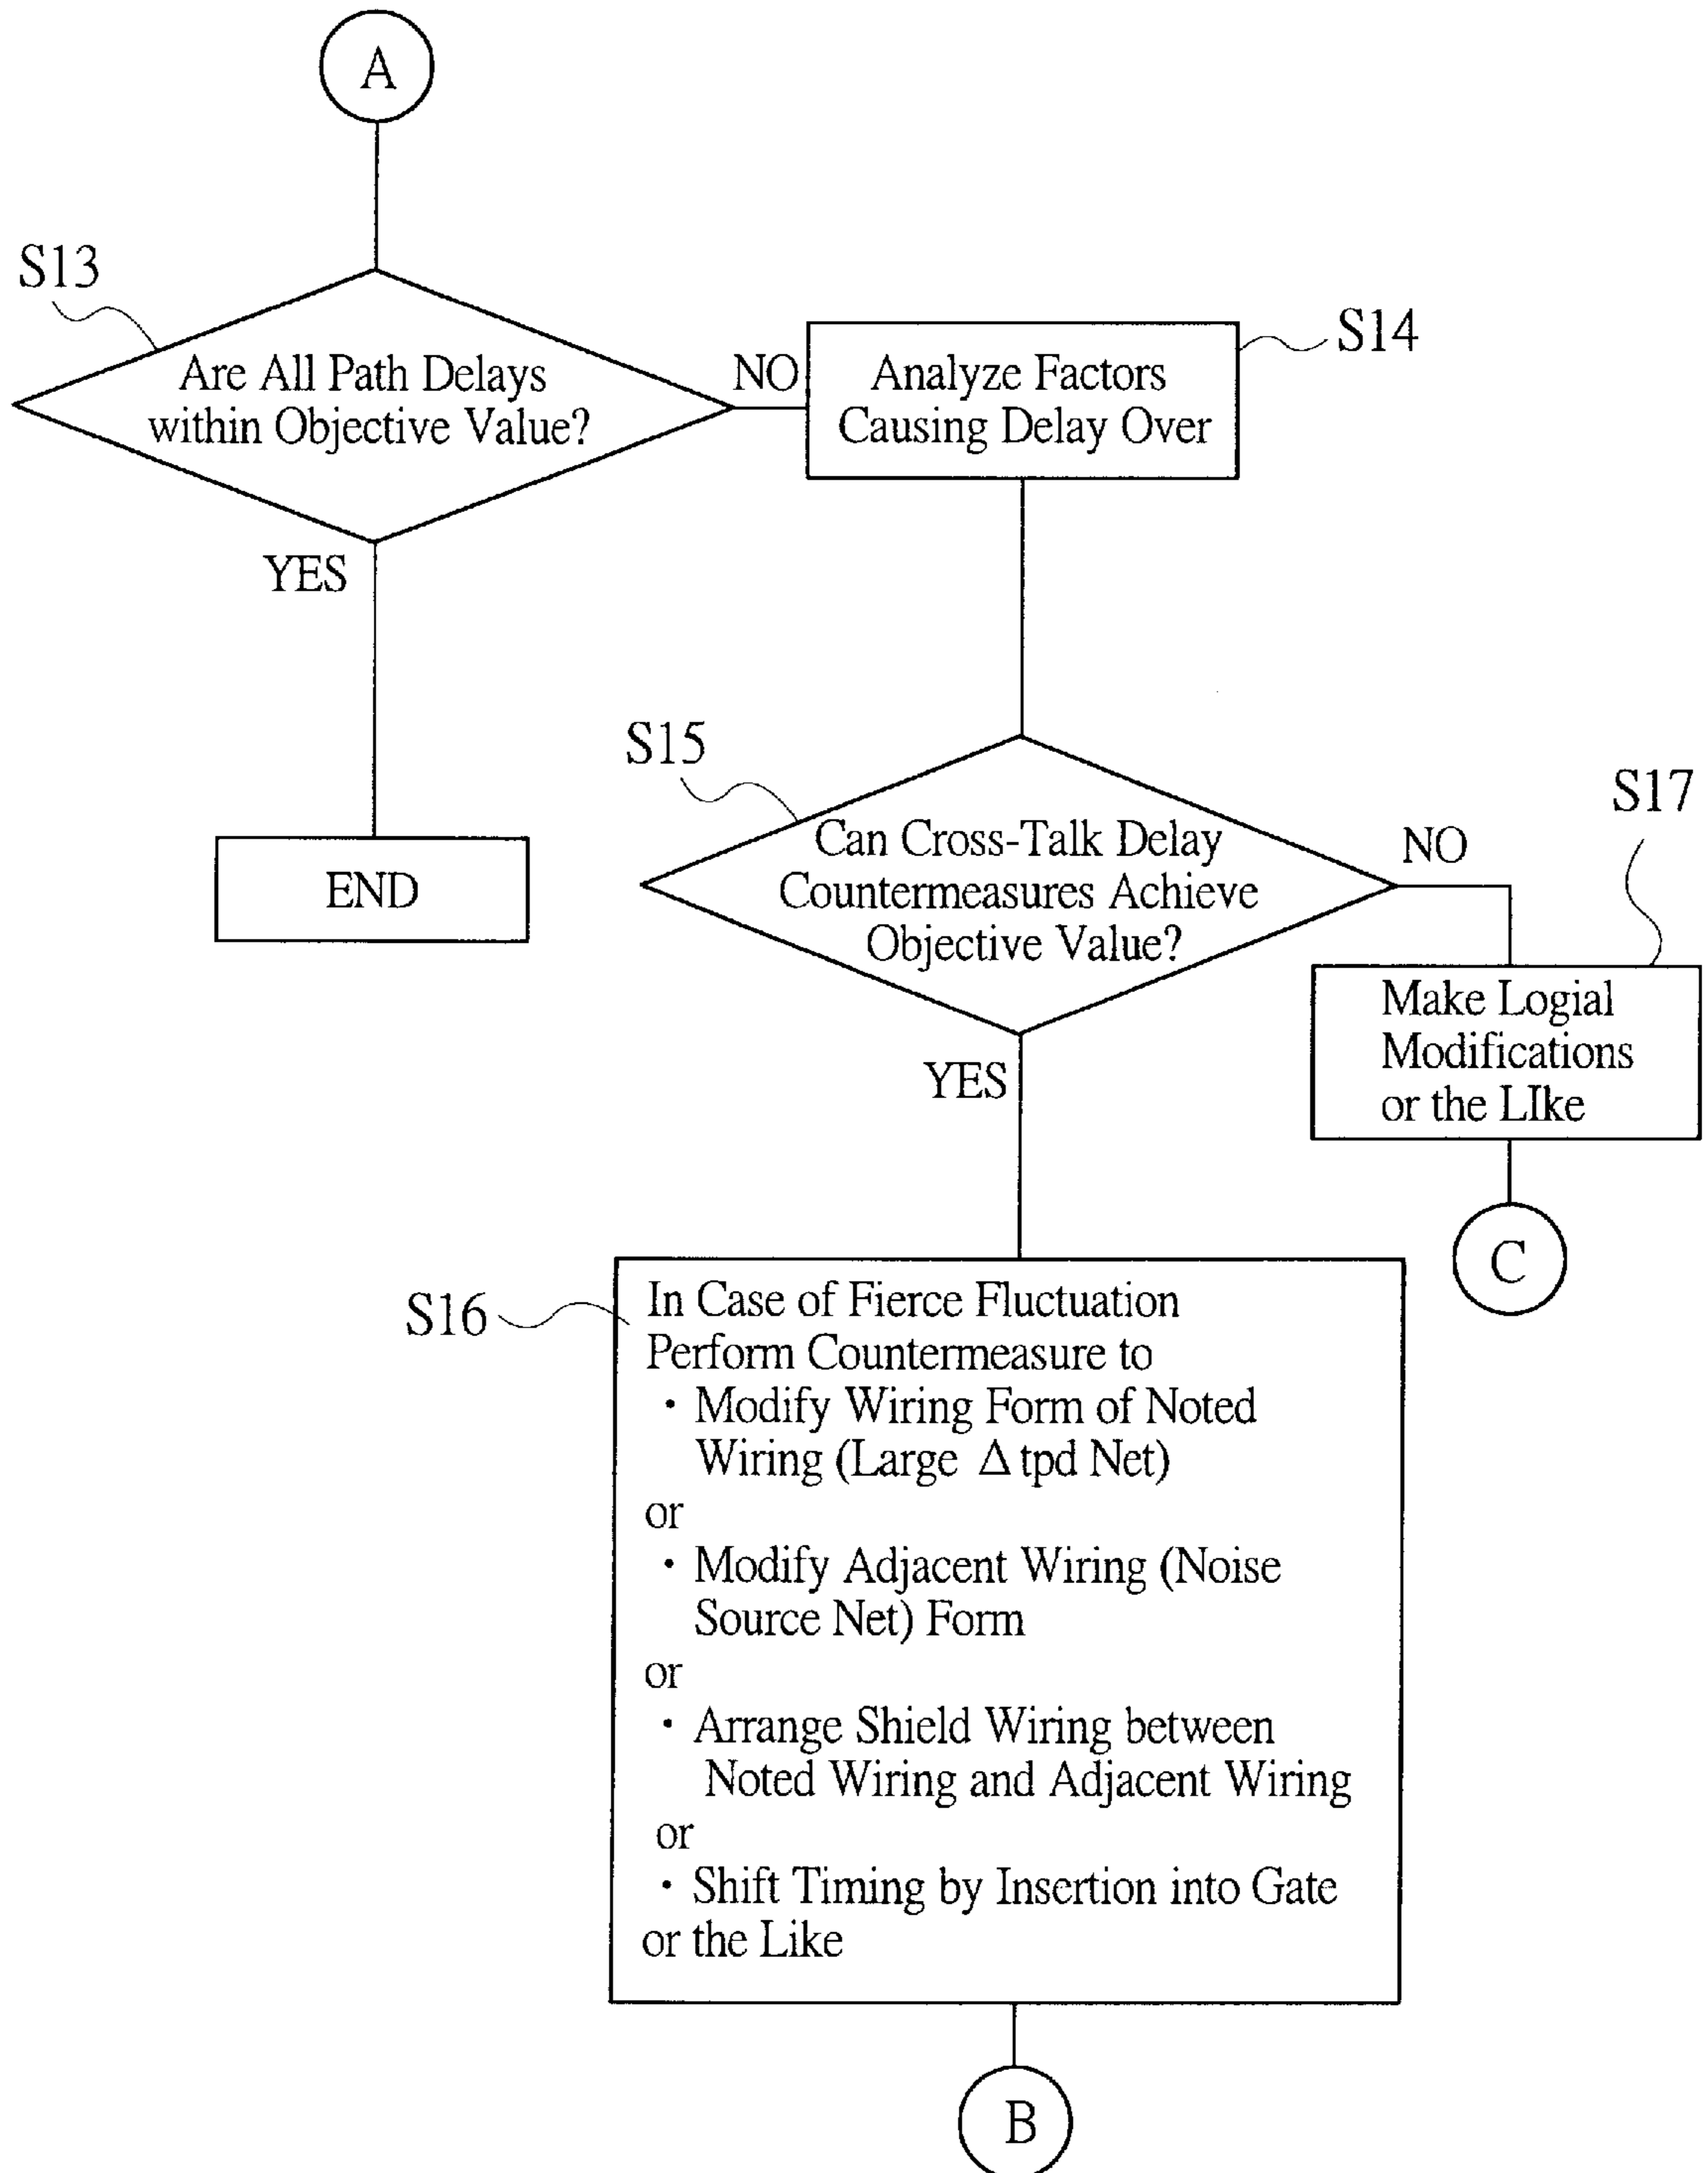 A
S13
Are All Path Delays
within Objective Value?
NO
YES
END
S14
Analyze Factors
Causing Delay Over
S15
Can Cross-Talk Delay
Countermeasures Achieve
Objective Value?
NO
YES
S17
Make Logial
Modifications
or the LIke
C
S16
In Case of Fierce Fluctuation
Perform Countermeasure to
・Modify Wiring Form of Noted
Wiring (Large Δ tpd Net)
or
・Modify Adjacent Wiring (Noise
Source Net) Form
or
・Arrange Shield Wiring between
Noted Wiring and Adjacent Wiring
or
・Shift Timing by Insertion into Gate
or the Like
B